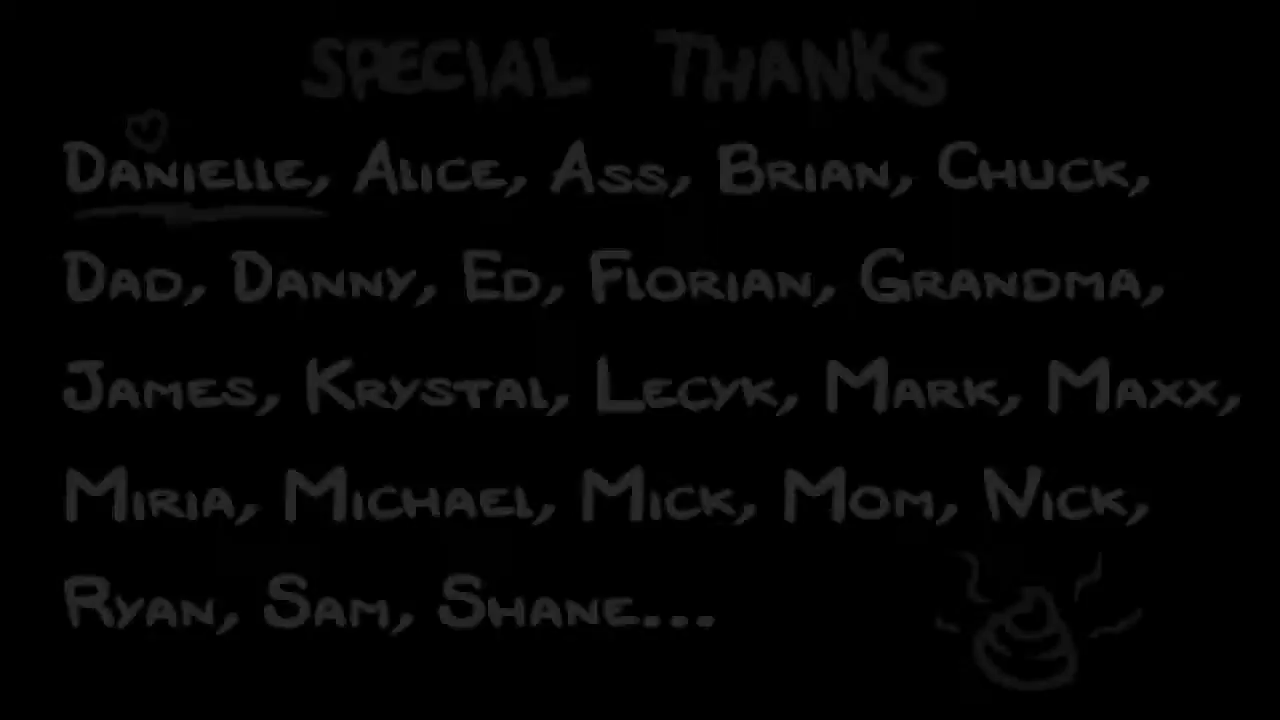 SPECIAL THANKS
DANIELLE, ALICE, ASS, BRIAN, CHUCK,
DAD, DANNY, ED, FLORIAN, GRANDMA,
JAMES, KRYSTAL, LECYK, MARK, MAXX,
MIRIA, MICHAEL, MICK, MOM, NICK,
RYAN, SAM, SHANE...